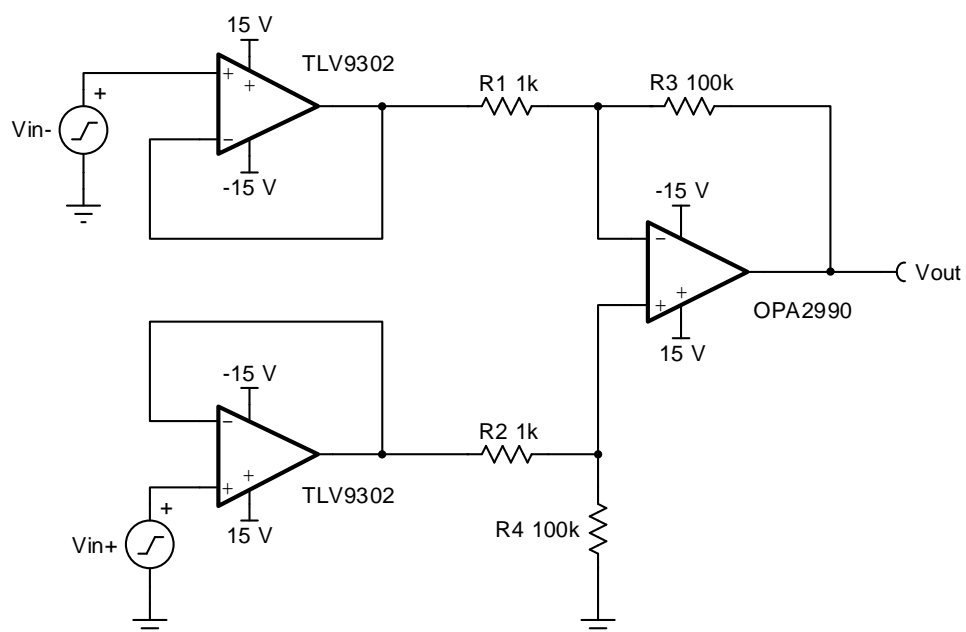 15 V
TLV9302
+
+
+
Vin-
−
-15 V
R1 1k
R3 100k
-15 V
−
+
+
15 V
Vout
OPA2990
-15 V
−
+
+
15 V
TLV9302
+
Vin+
R2 1k
R4 100k